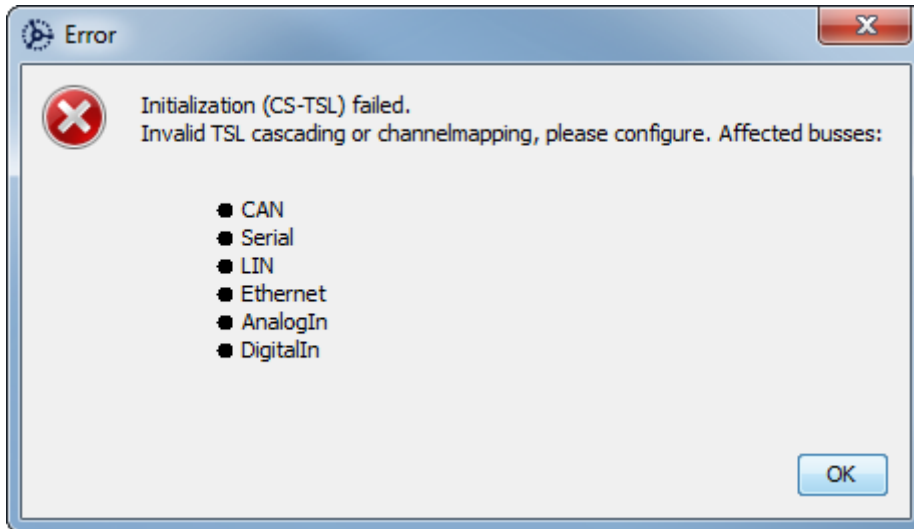 Error
Initialization (CS-TSL) failed.
Invalid TSL cascading or channelmapping, please configure. Affected busses:
● CAN
● Serial
● LIN
● Ethernet
● AnalogIn
● DigitalIn
OK